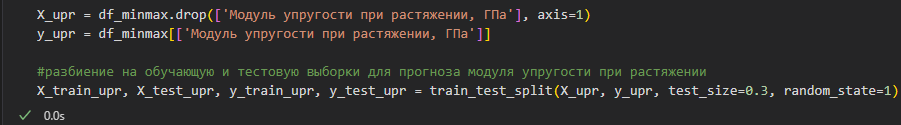 X_upr = df_minmax.drop(['Модуль упругости при растяжении, ГПа'], axis=1)
y_upr = df_minmax[['Модуль упругости при растяжении, ГПа']]
#разбиение на обучающую и тестовую выборки для прогноза модуля упругости при растяжении
X_train_upr, X_test_upr, y_train_upr, y_test_upr = train_test_split(X_upr, y_upr, test_size=0.3, random_state=1)
0.0s